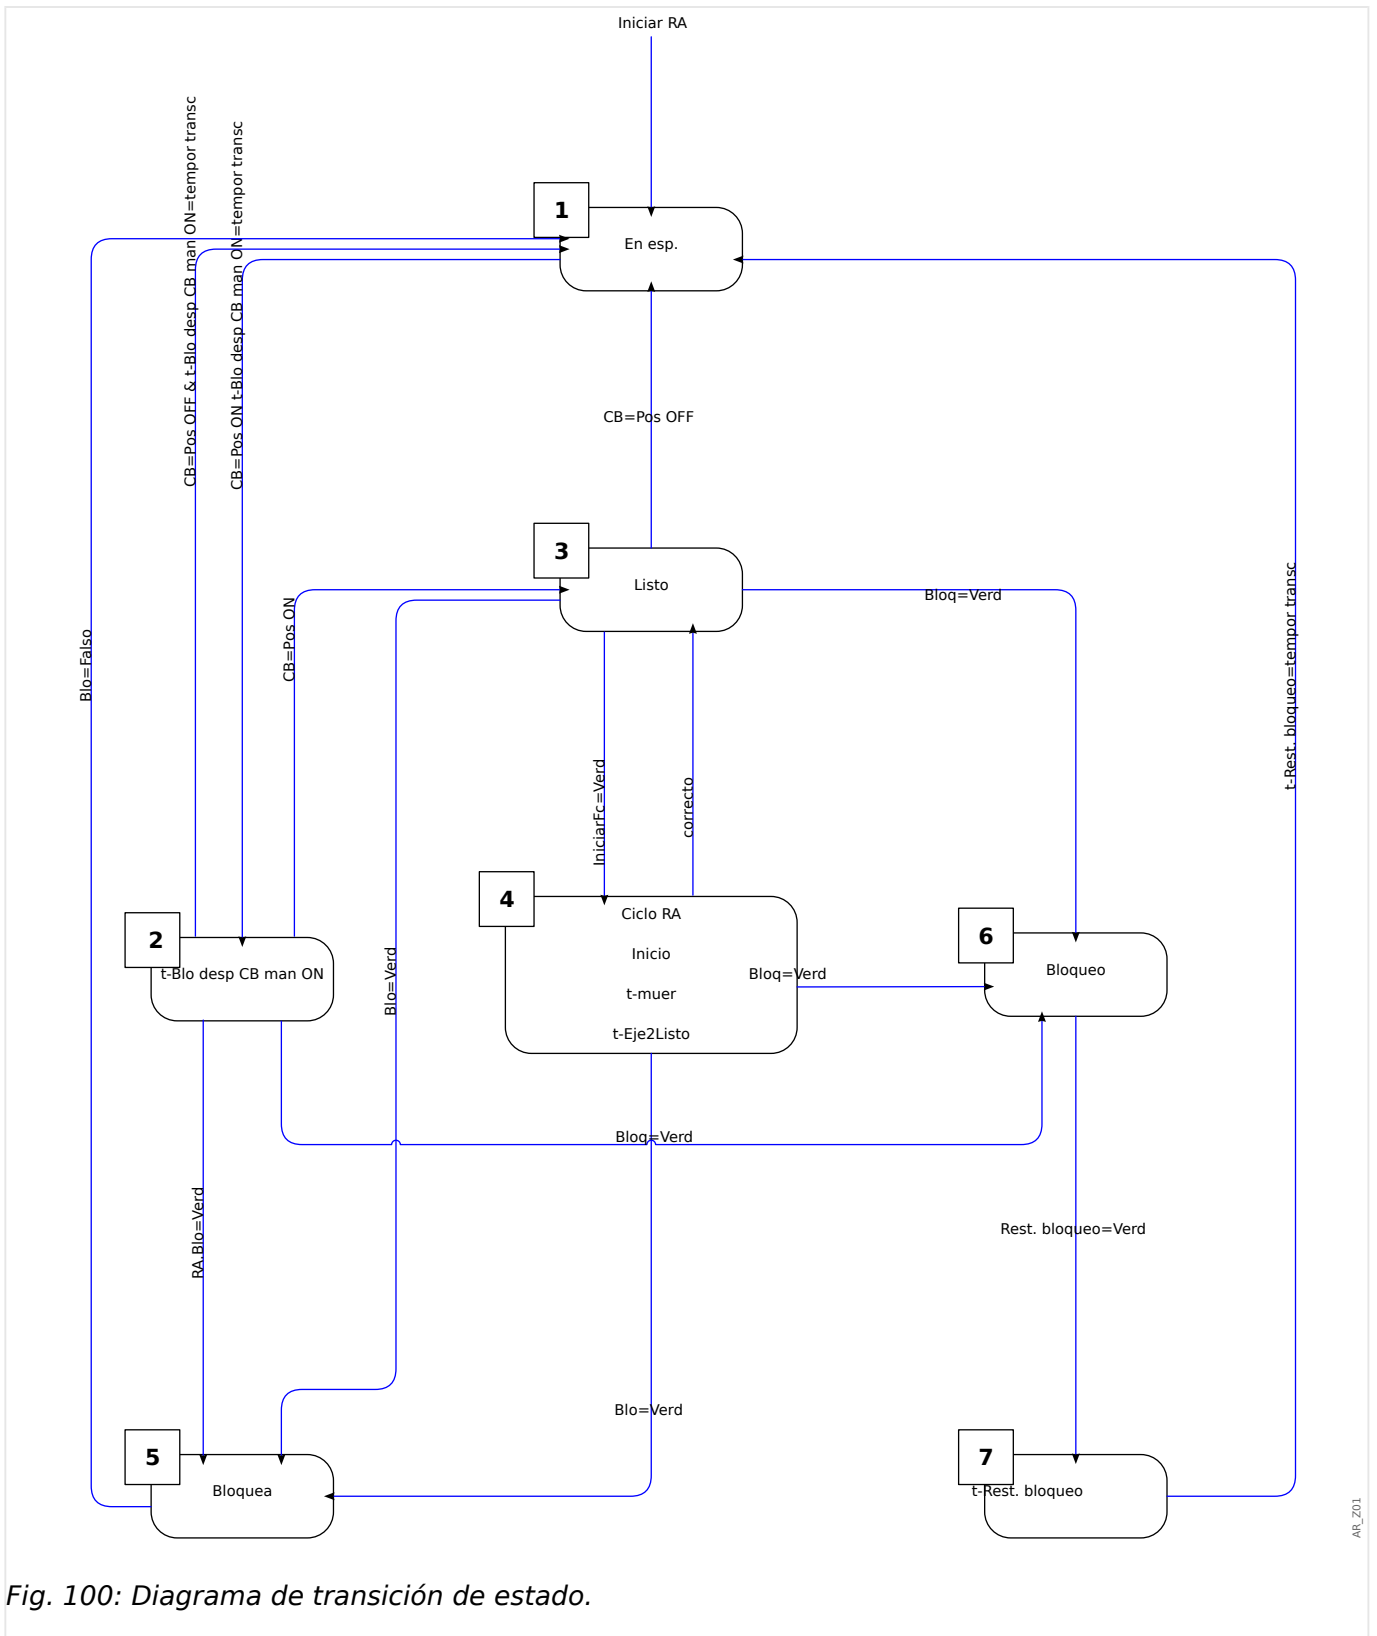 Iniciar RA
CB=Pos OFF & t-Blo desp CB man ON=tempor transc
CB=Pos ON t-Blo desp CB man ON=tempor transc
1
En esp.
CB=Pos OFF
3
Listo
Bloq=Verd
t-Rest. bloqueo=tempor transc
Blo=Falso
CB=Pos ON
IniciarFc=Verd
correcto
4
Ciclo RA
Inicio
t-muer
t-Eje2Listo
Bloq=Verd
6
Bloqueo
2
t-Blo desp CB man ON
Blo=Verd
Bloq=Verd
RA.Blo=Verd
Rest. bloqueo=Verd
Blo=Verd
5
Bloquea
7
t-Rest. bloqueo
AR_Z01
Fig. 100: Diagrama de transición de estado.